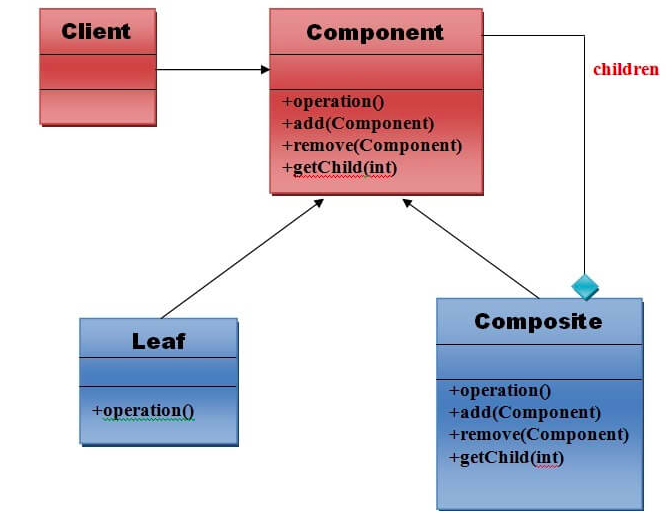 Client
Component
children
+operation()
+add(Component)
+remove(Component)
+getChild(int)
Leaf
+operation()
Composite
+operation()
+add(Component)
+remove(Component)
+getChild(int)